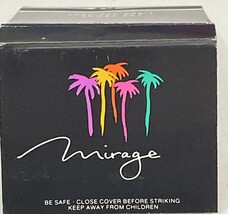 mirage
BE SAFE - CLOSE COVER BEFORE STRIKING
KEEP AWAY FROM CHILDREN